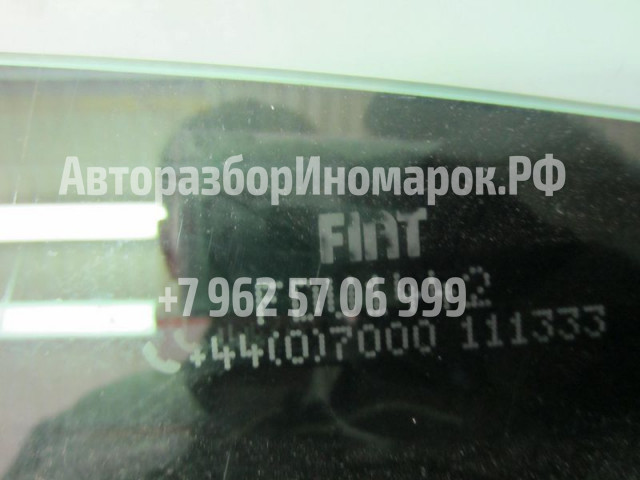 АвторазборИномарок.РФ
FIAT
+7 962 57 06 999
+44(0)7000 111333